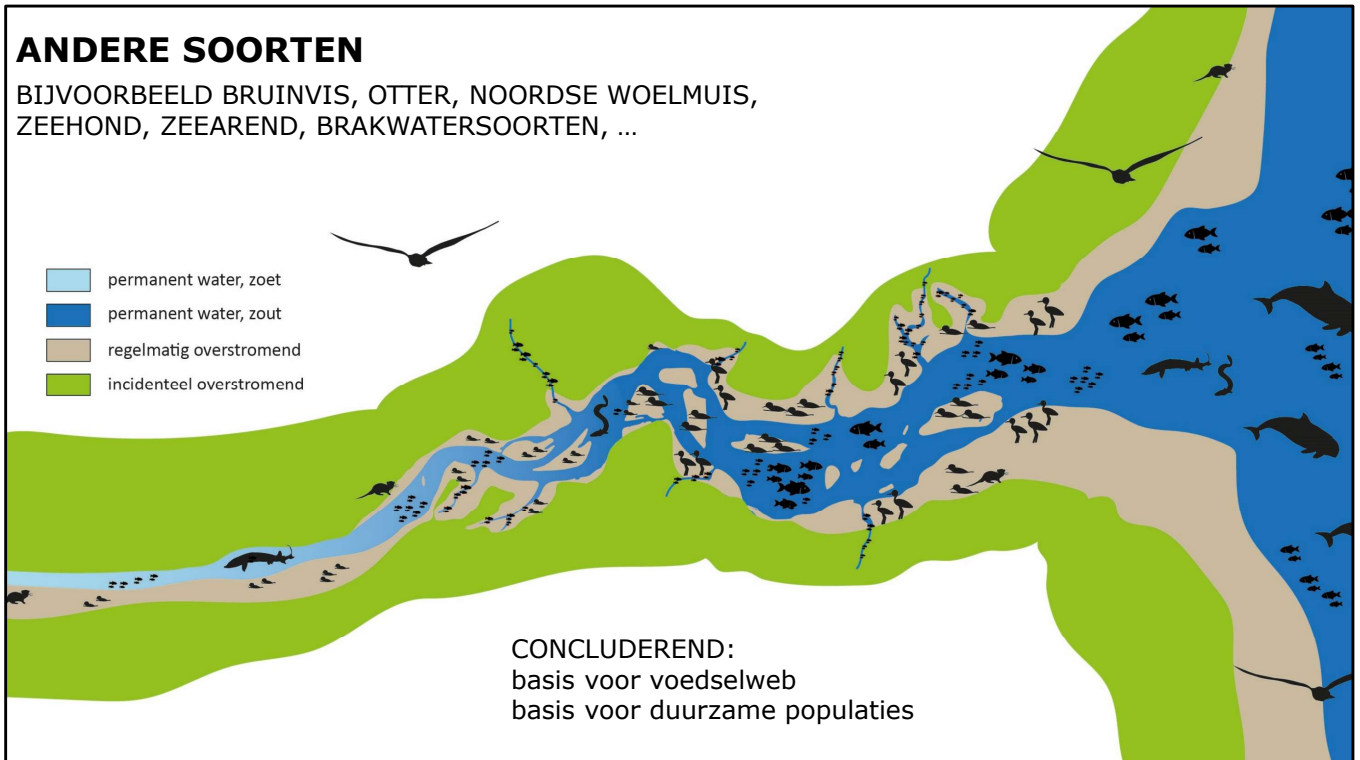 ANDERE SOORTEN
BIJVOORBEELD BRUINVIS, OTTER, NOORDSE WOELMUIS,
ZEEHOND, ZEEAREND, BRAKWATERSOORTEN, ...
permanent water, zoet
permanent water, zout
regelmatig overstromend
incidenteel overstromend
CONCLUDEREND:
basis voor voedselweb
basis voor duurzame populaties